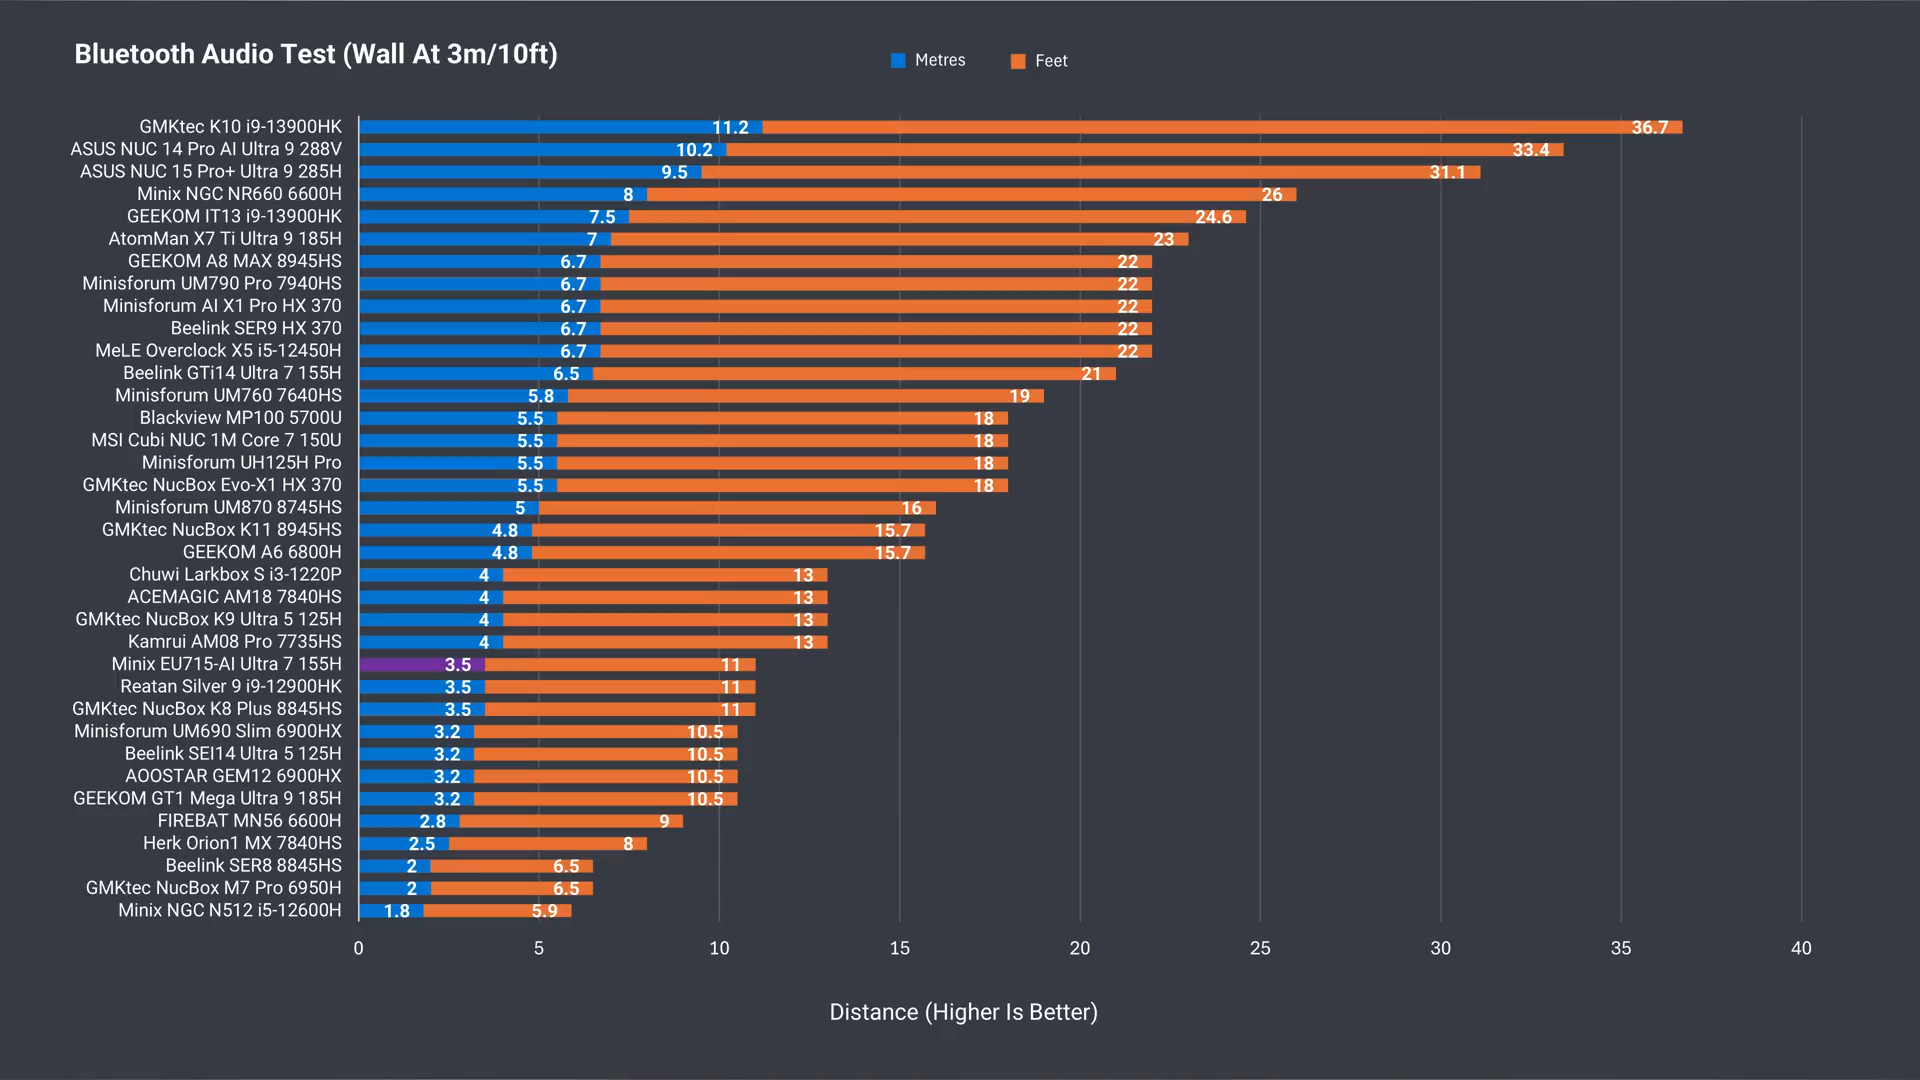 Bluetooth Audio Test (Wall At 3m/10ft)
Metres Feet
GMKtec K10 i9-13900HK 11.2 36.7
ASUS NUC 14 Pro AI Ultra 9 288V 10.2 33.4
ASUS NUC 15 Pro+ Ultra 9 285H 9.5 31.1
Minix NGC NR660 6600H 8 26
GEEKOM IT13 i9-13900HK 7.5 24.6
AtomMan X7 Ti Ultra 9 185H 7 23
GEEKOM A8 MAX 8945HS 6.7 22
Minisforum UM790 Pro 7940HS 6.7 22
Minisforum AI X1 Pro HX 370 6.7 22
Beelink SER9 HX 370 6.7 22
MeLE Overclock X5 i5-12450H 6.7 22
Beelink GTi14 Ultra 7 155H 6.5 21
Minisforum UM760 7640HS 5.8 19
Blackview MP100 5700U 5.5 18
MSI Cubi NUC 1M Core 7 150U 5.5 18
Minisforum UH125H Pro 5.5 18
GMKtec NucBox Evo-X1 HX 370 5.5 18
Minisforum UM870 8745HS 5 16
GMKtec NucBox K11 8945HS 4.8 15.7
GEEKOM A6 6800H 4.8 15.7
Chuwi Larkbox S i3-1220P 4 13
ACEMAGIC AM18 7840HS 4 13
GMKtec NucBox K9 Ultra 5 125H 4 13
Kamrui AM08 Pro 7735HS 4 13
Minix EU715-AI Ultra 7 155H 3.5 11
Reatan Silver 9 i9-12900HK 3.5 11
GMKtec NucBox K8 Plus 8845HS 3.5 11
Minisforum UM690 Slim 6900HX 3.2 10.5
Beelink SEI14 Ultra 5 125H 3.2 10.5
AOOSTAR GEM12 6900HX 3.2 10.5
GEEKOM GT1 Mega Ultra 9 185H 3.2 10.5
FIREBAT MN56 6600H 2.8 9
Herk Orion1 MX 7840HS 2.5 8
Beelink SER8 8845HS 2 6.5
GMKtec NucBox M7 Pro 6950H 2 6.5
Minix NGC N512 i5-12600H 1.8 5.9
0 5 10 15 20 25 30 35 40
Distance (Higher Is Better)